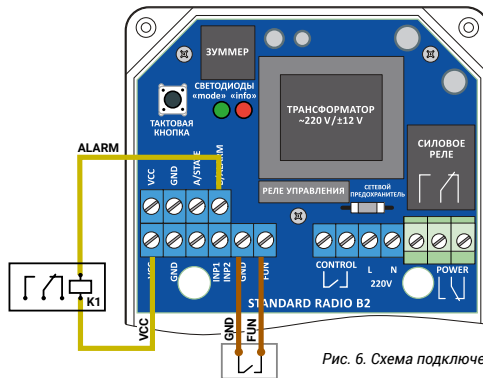 ЗУММЕР
СВЕТОДИОДЫ
«mode» «info»
ТАКТОВАЯ
КНОПКА
ТРАНСФОРМАТОР
~220 V/±12 V
СИЛОВОЕ
РЕЛЕ
ALARM
VCC
GND
A/STATE
S/ALARM
РЕЛЕ УПРАВЛЕНИЯ
СЕТЕВОЙ
ПРЕДОХРАНИТЕЛЬ
VCC
GND
INP1
INP2
GND
FUN
CONTROL
L
N
220V
POWER
K1
STANDARD RADIO B2
VCC
GND
FUN
Рис. 6. Схема подключе